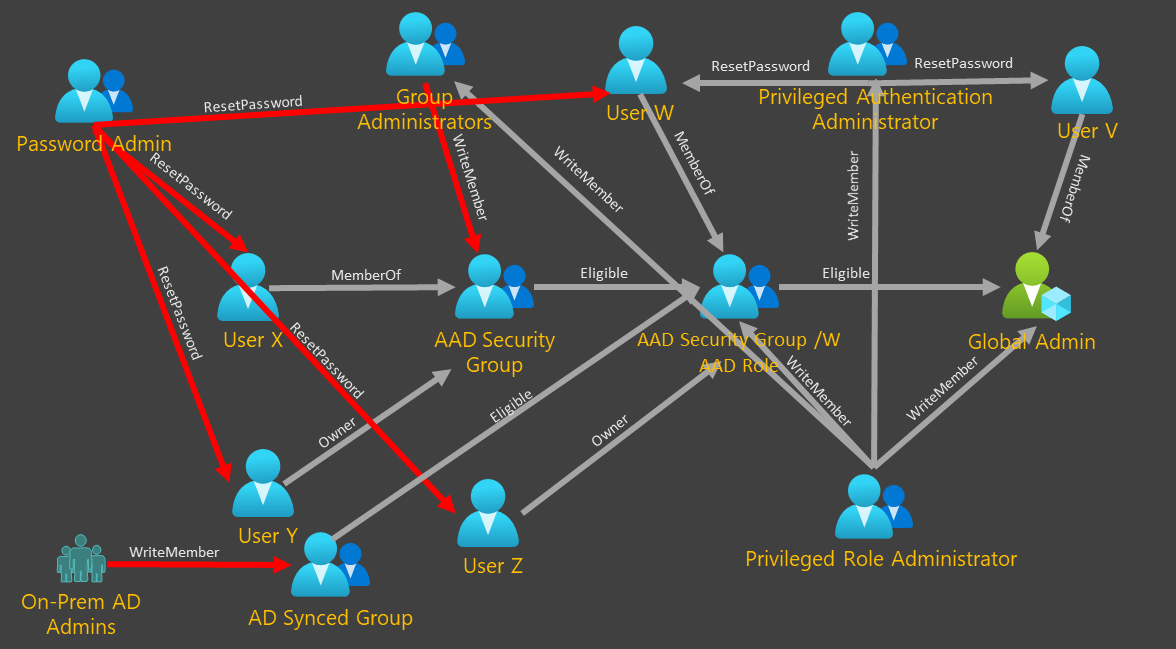 ResetPassword
ResetPassword
ResetPassword
Group
Administrators
User W
Privileged Authentication
Administrator
User V
Password Admin
WriteMember
WriteMember
MemberOf
MemberOf
ResetPassword
WriteMember
MemberOf
Eligible
Eligible
ResetPassword
User X
AAD Security
Group
AAD Security Group /W
AAD Role
Global Admin
ResetPassword
WriteMember
WriteMember
Owner
Eligible
Owner
User Y
User Z
Privileged Role Administrator
WriteMember
On-Prem AD
Admins
AD Synced Group